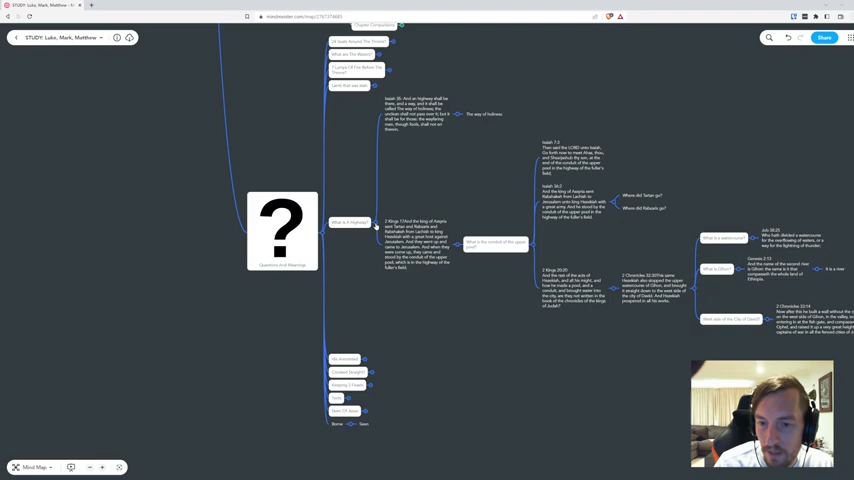 STUDY: Luke, Mark, Matthew - M
mindmeister.com/map/2767374685
STUDY: Luke, Mark, Matthew
Share
Chapter Comparisons
24 Seats Around The Throne?
What are The Weeks?
7 Lamps Of Fire Before The
Throne?
Lamb that was slain
Isaiah 35: And an highway shall be
there, and a way, and it shall be
called The way of holiness; the
unclean shall not pass over it; but it
shall be for those: the wayfaring
men, though fools, shall not err
therein.
The way of holiness
What Is A Highway?
2 Kings 17And the king of Assyria
sent Tartan and Rabsaris and
Rabshakeh from Lachish to king
Hezekiah with a great host against
Jerusalem. And they went up and
came to Jerusalem. And when they
were come up, they came and
stood by the conduit of the upper
pool, which is in the highway of the
fuller's field.
What is the conduit of the upper
pool?
Isaiah 7:3
Then said the LORD unto Isaiah,
Go forth now to meet Ahaz, thou,
and Shearjashub thy son, at the
end of the conduit of the upper
pool in the highway of the fuller's
field;
Isaiah 36:2
And the king of Assyria sent
Rabshakeh from Lachish to
Jerusalem unto king Hezekiah with
a great army. And he stood by the
conduit of the upper pool in the
highway of the fuller's field.
Where did Tartan go?
Where did Rabsaris go?
2 Kings 20:20
And the rest of the acts of
Hezekiah, and all his might, and
how he made a pool, and a
conduit, and brought water into
the city, are they not written in the
book of the chronicles of the kings
of Judah?
2 Chronicles 32:30This same
Hezekiah also stopped the upper
watercourse of Gihon, and brought
it straight down to the west side of
the city of David. And Hezekiah
prospered in all his works.
What is a watercourse?
Job 38:25
Who hath divided a watercourse
for the overflowing of waters, or a
way for the lightning of thunder;
What is Gihon?
Genesis 2:13
And the name of the second river
is Gihon: the same is it that
compasseth the whole land of
Ethiopia.
It is a river
West side of the City of David?
2 Chronicles 33:14
Now after this he built a wall without the c
on the west side of Gihon, in the valley, ev
entering in at the fish gate, and compasse
Ophel, and raised it up a very great heigh
captains of war in all the fenced cities of J
Questions And Meanings
His Anointed
Crooked Straight?
Keeping 3 Feasts
Born
Seen
Mind Map